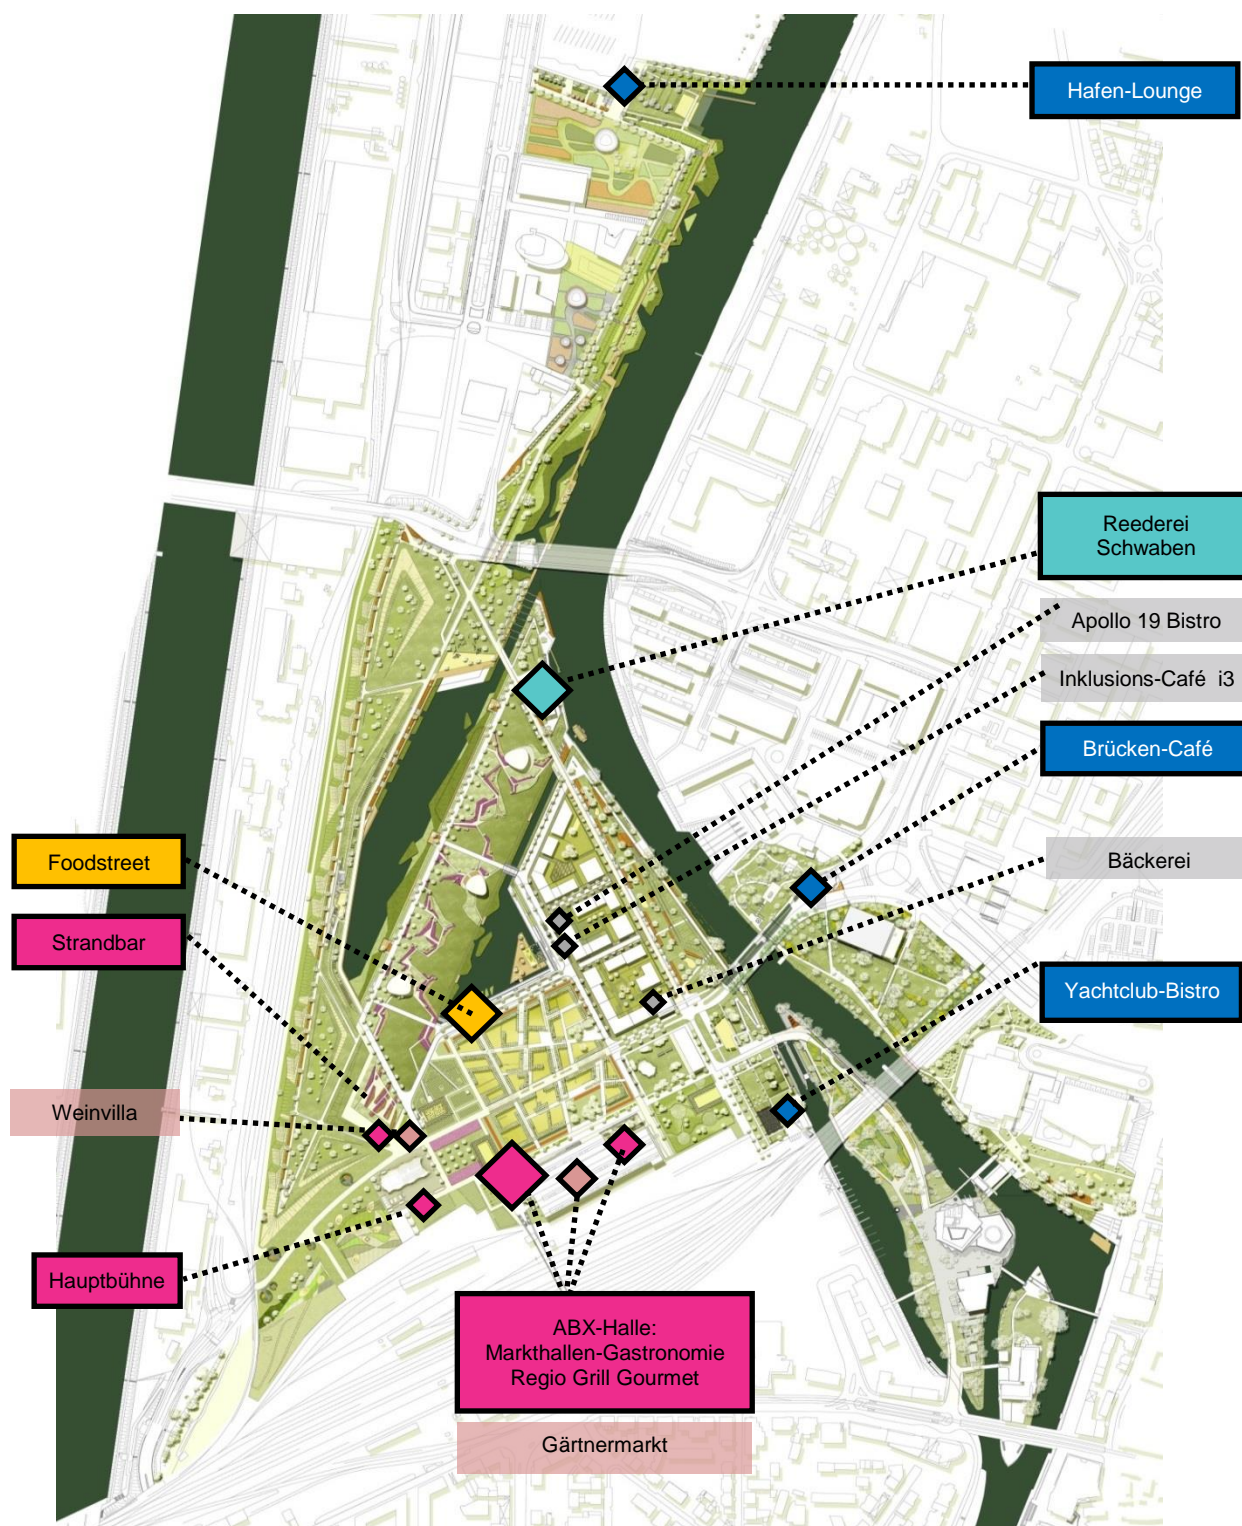 Hafen-Lounge
Reederei
Schwaben
Apollo 19 Bistro
Inklusions-Café i3
Brücken-Café
Foodstreet
Bäckerei
Strandbar
Yachtclub-Bistro
Weinvilla
Hauptbühne
ABX-Halle:
Markthallen-Gastronomie
Regio Grill Gourmet
Gärtnermarkt